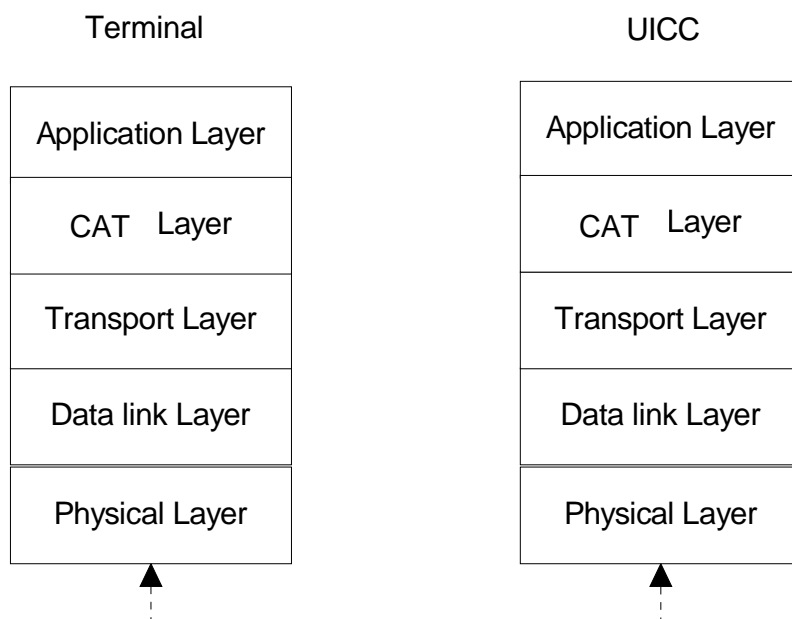 Terminal
UICC
Application Layer
CAT Layer
Transport Layer
Data link Layer
Physical Layer
Application Layer
CAT Layer
Transport Layer
Data link Layer
Physical Layer